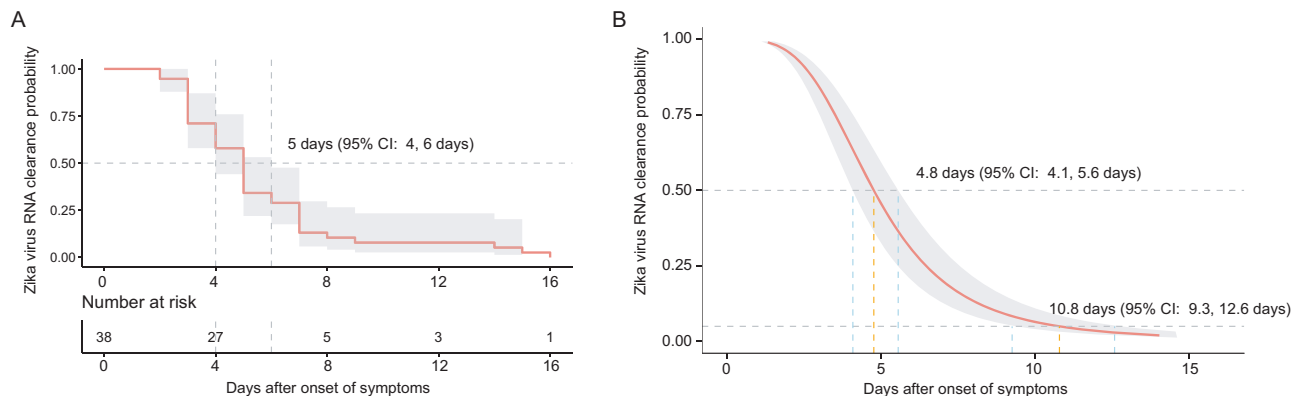 A
Zika virus RNA clearance probability
1.00
0.75
0.50
0.25
0.00
5 days (95% CI: 4, 6 days)
0 4 8 12 16
Number at risk
38 27 5 3 1
0 4 8 12 16
Days after onset of symptoms
B
Zika virus RNA clearance probability
1.00
0.75
0.50
0.25
0.00
4.8 days (95% CI: 4.1, 5.6 days)
10.8 days (95% CI: 9.3, 12.6 days)
0 5 10 15
Days after onset of symptoms